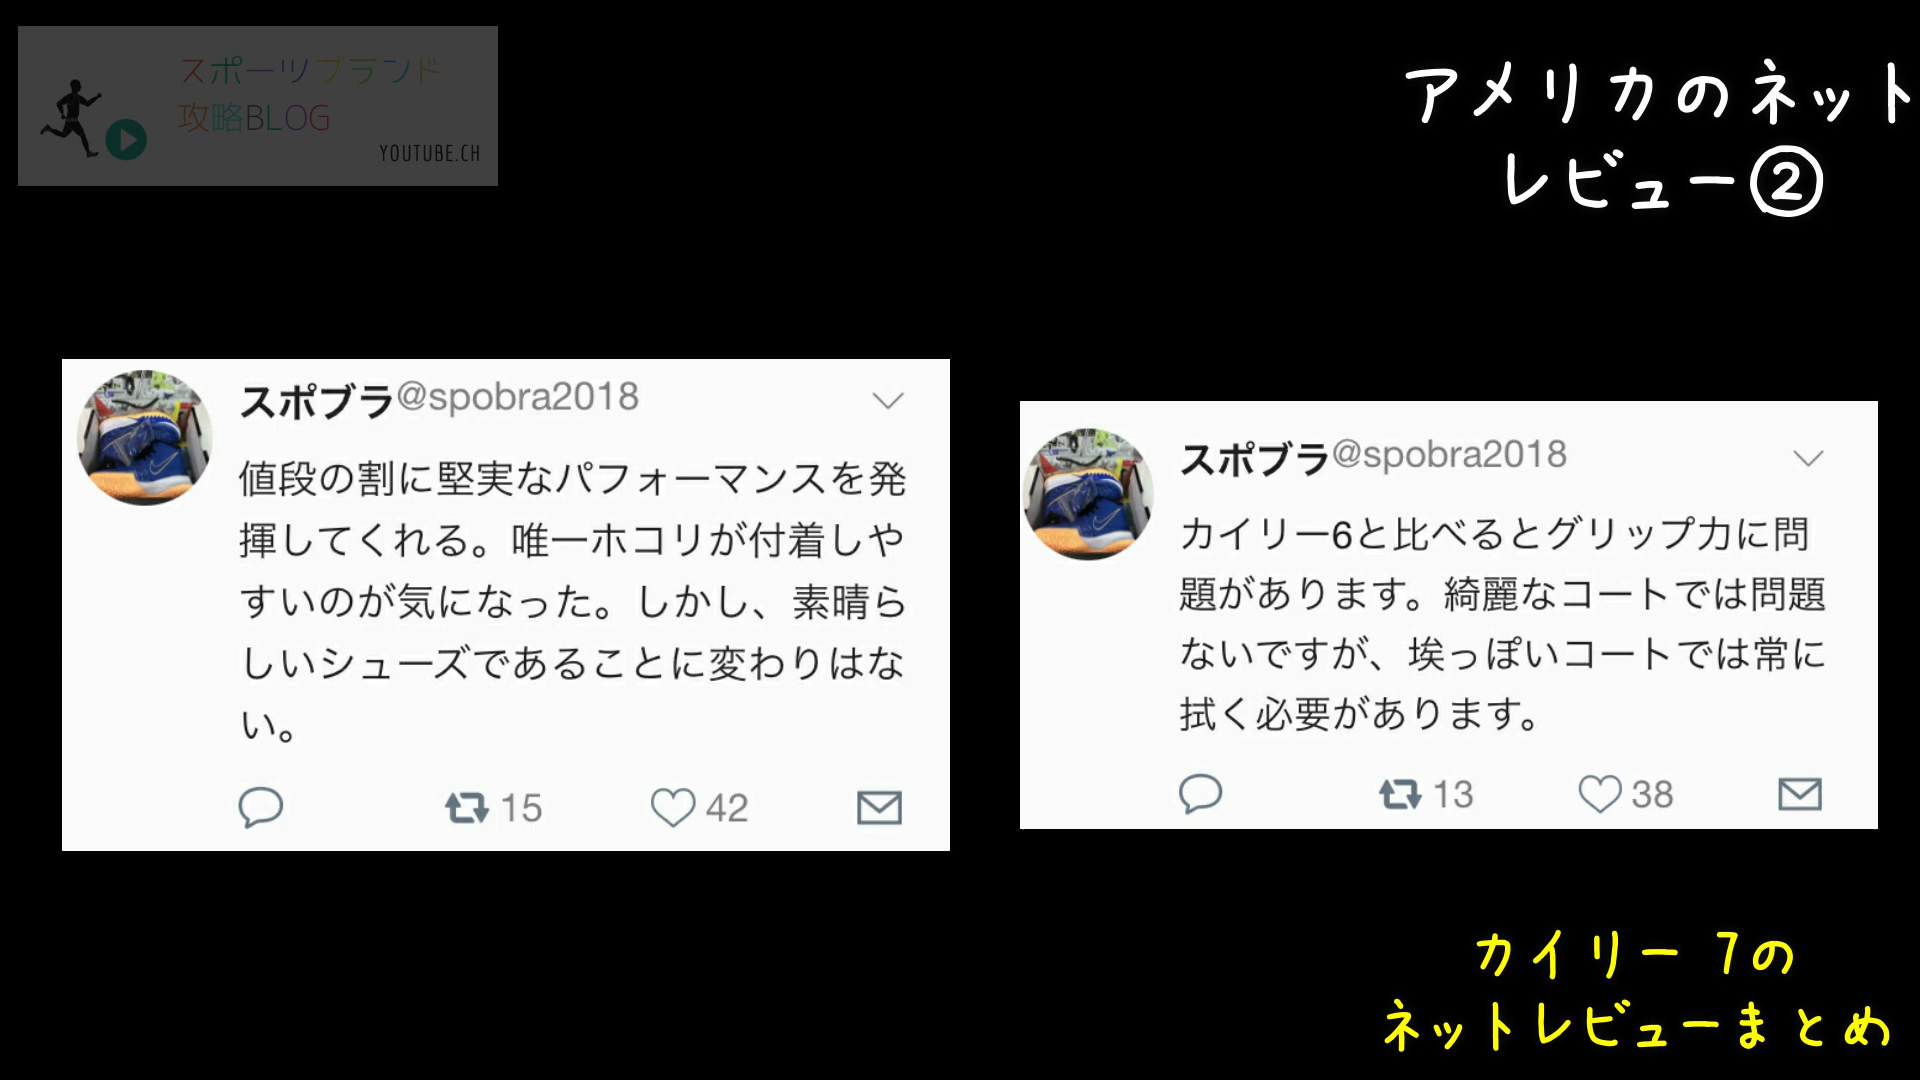 スポーツブランド
攻略BLOG
YOUTUBE.CH
アメリカのネット
レビュー②
スポブラ@spobra2018
値段の割に堅実なパフォーマンスを発
揮してくれる。唯一ホコリが付着しや
すいのが気になった。しかし、素晴ら
しいシューズであることに変わりはな
い。
15 42
スポブラ@spobra2018
カイリー6と比べるとグリップ力に問
題があります。綺麗なコートでは問題
ないですが、埃っぽいコートでは常に
拭く必要があります。
13 38
カイリー 7の
ネットレビューまとめ